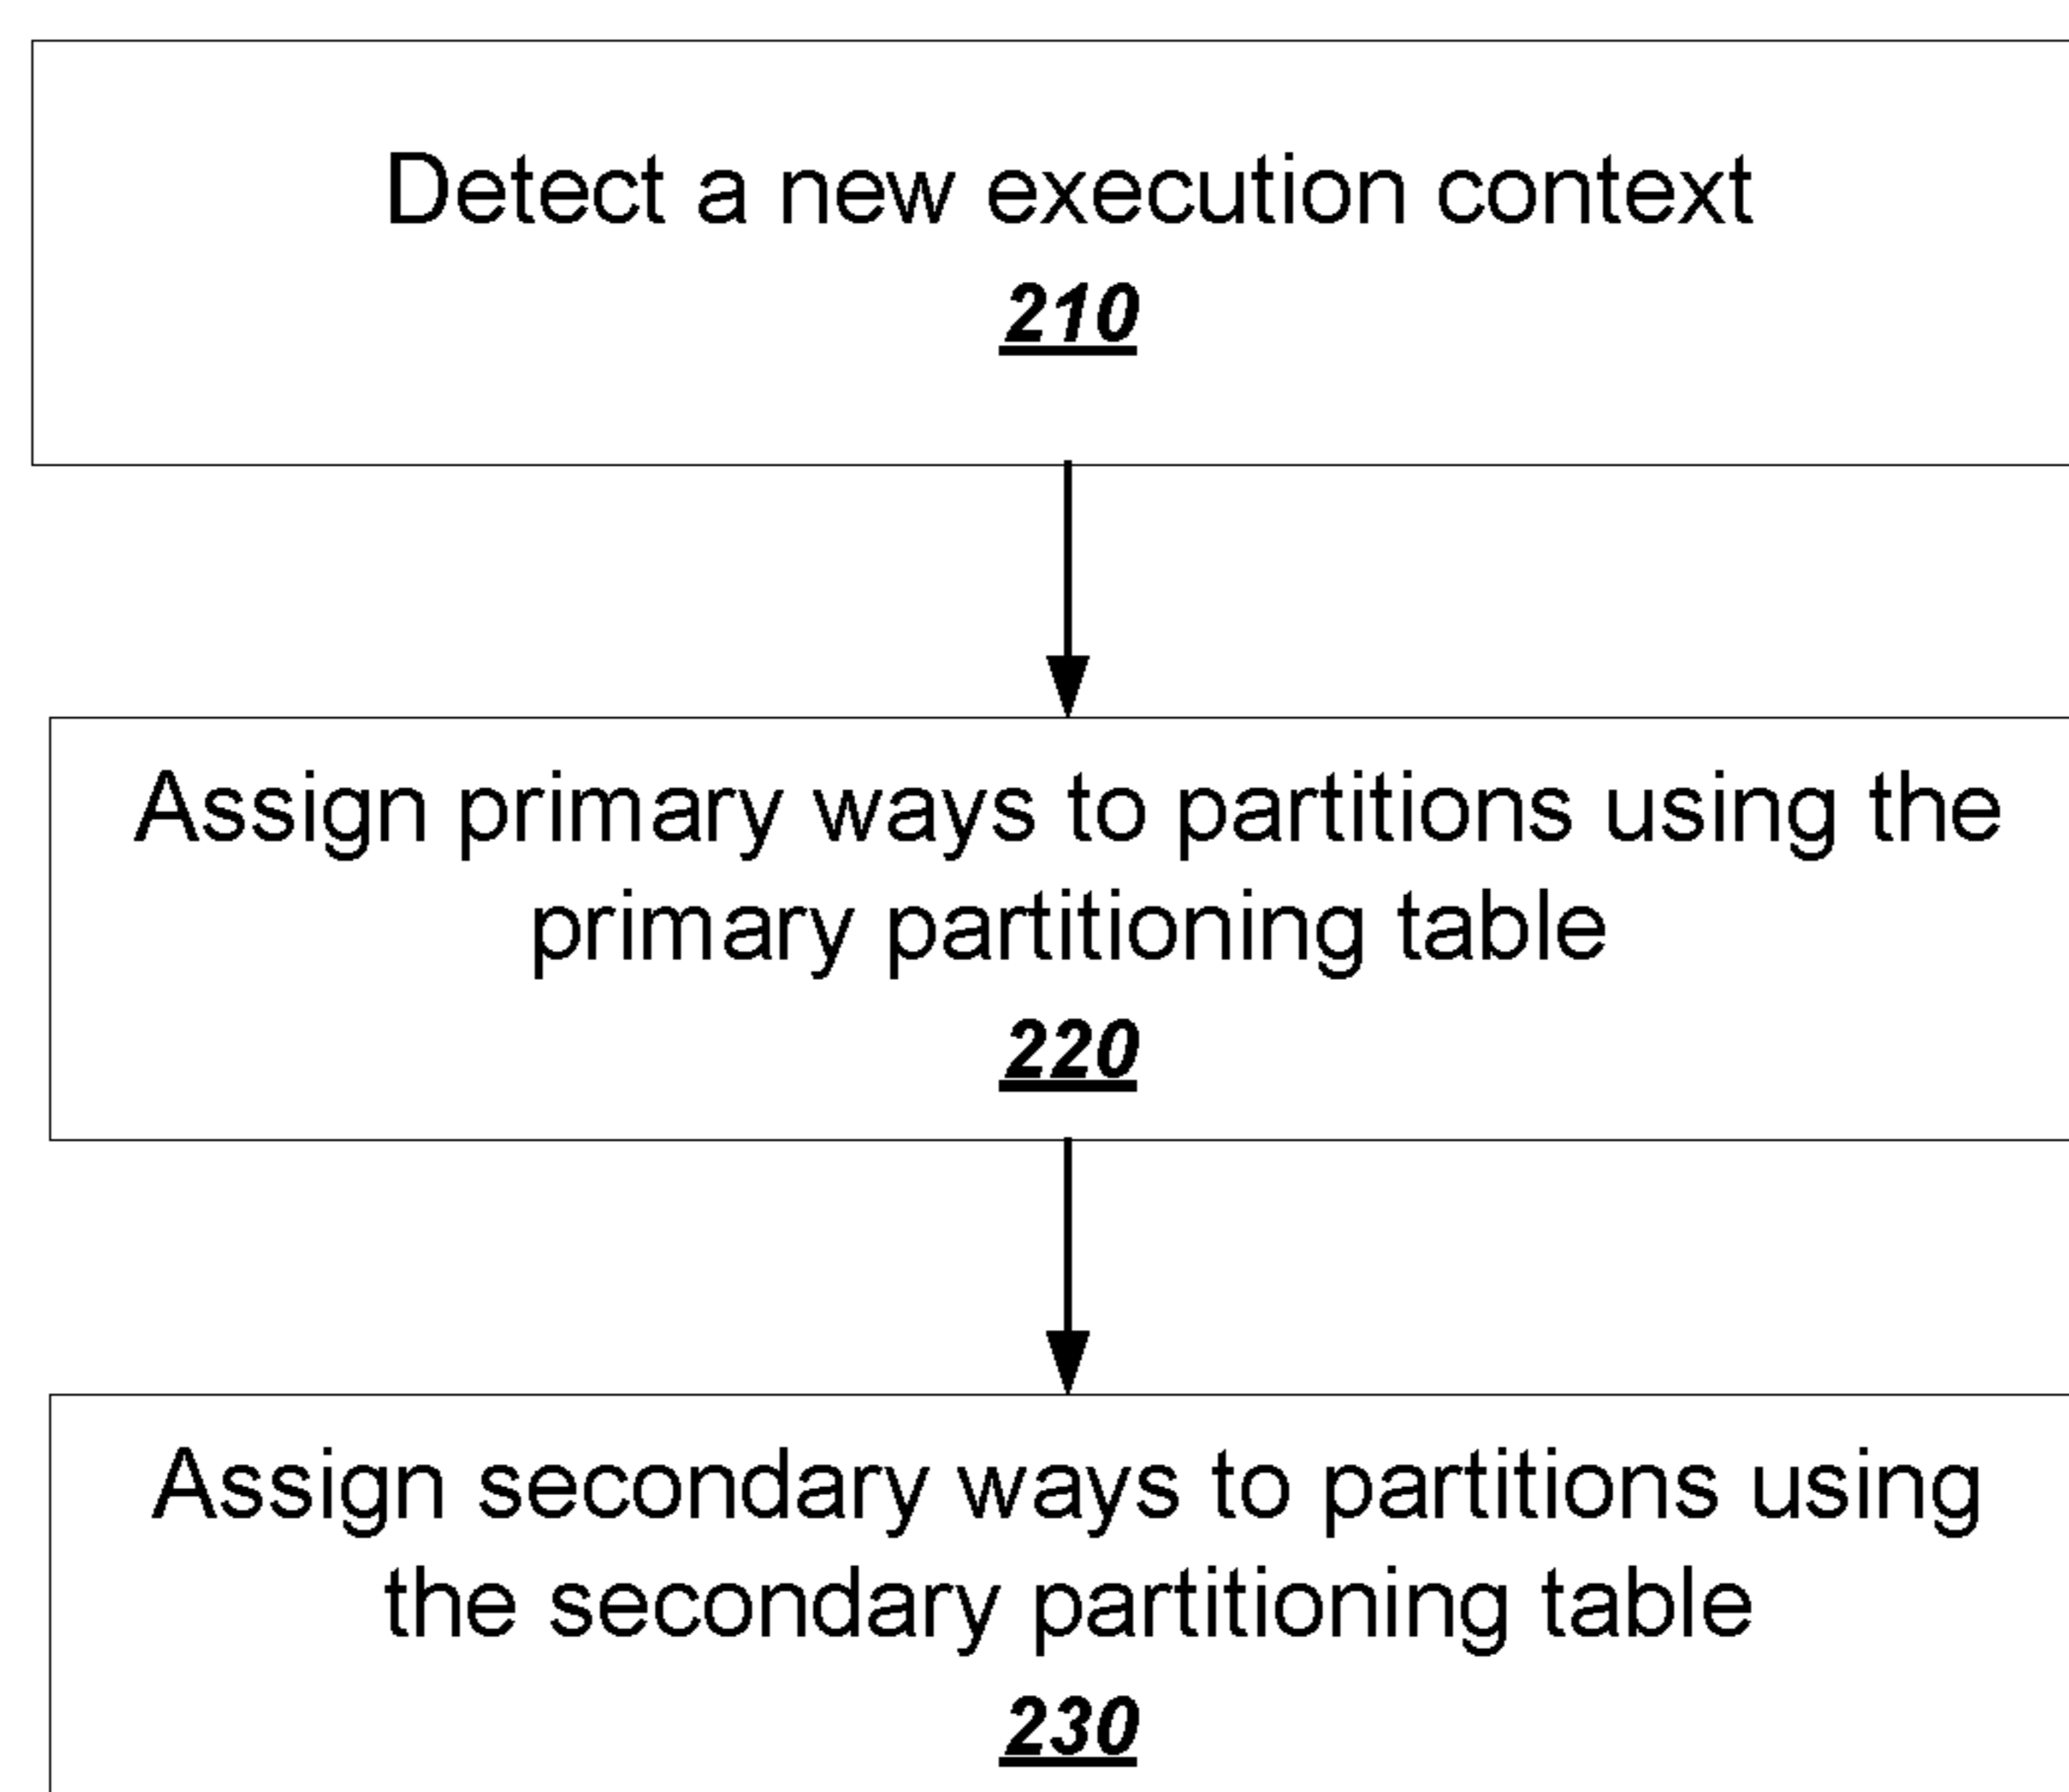 Detect a new execution context
210
Assign primary ways to partitions using the
primary partitioning table
220
Assign secondary ways to partitions using
the secondary partitioning table
230